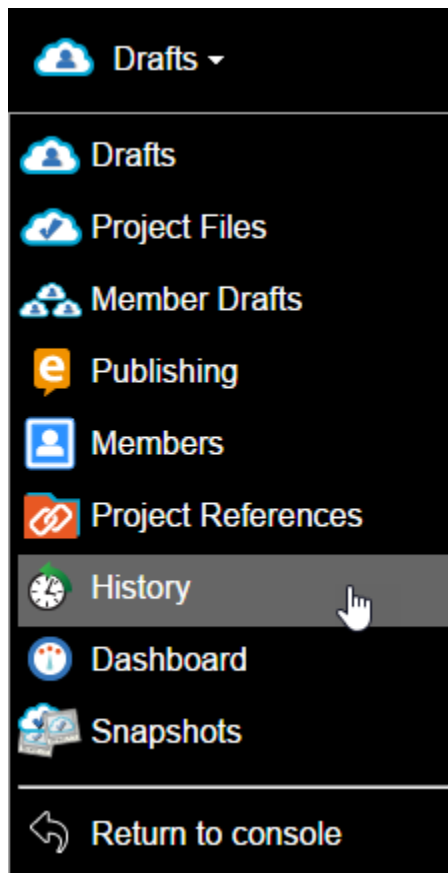 Drafts
Drafts
Project Files
Member Drafts
Publishing
Members
Project References
History
Dashboard
Snapshots
Return to console